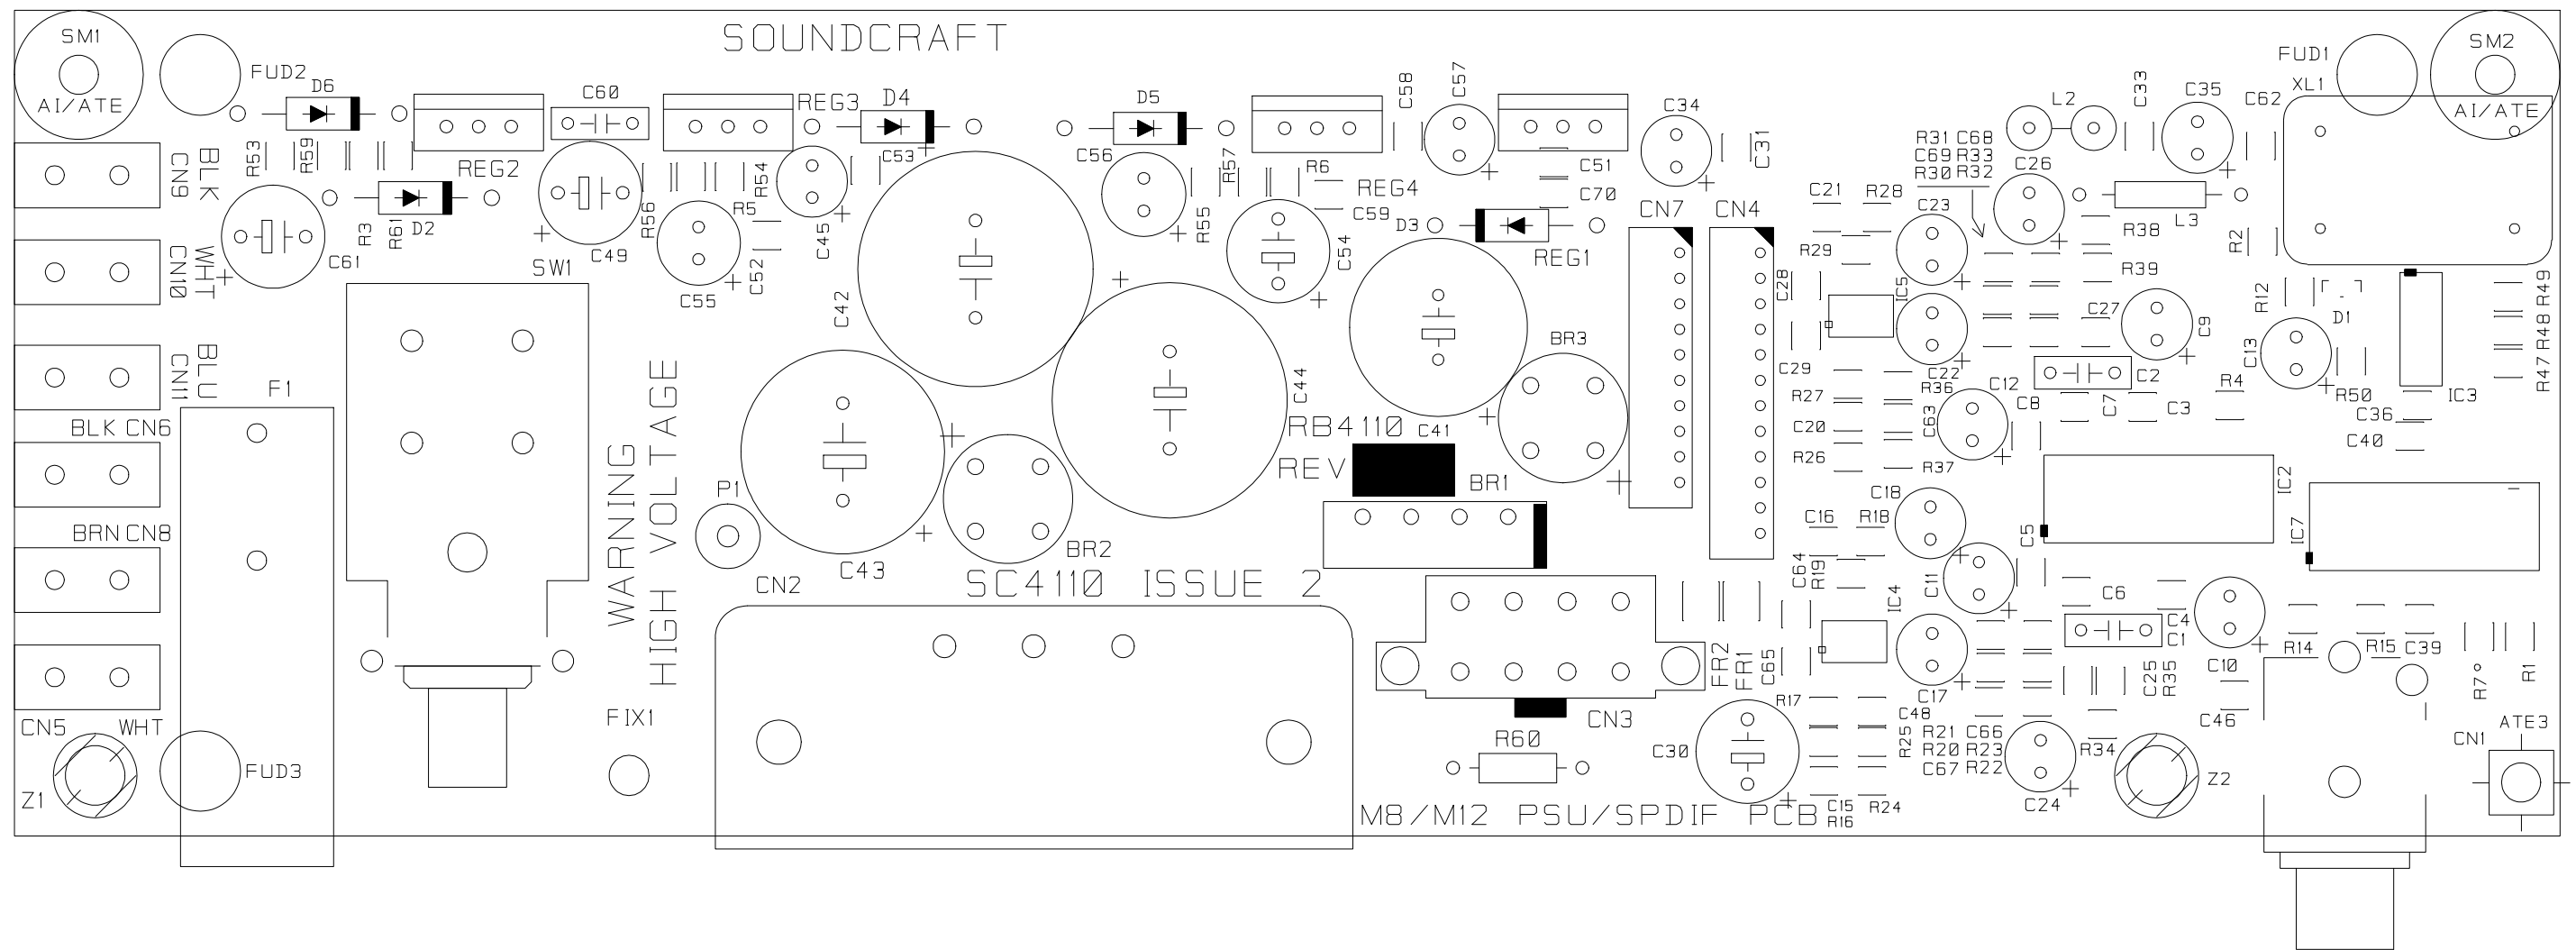 SOUNDCRAFT
SM1
AI/ATE
FUD2
D6
C60
REG3
D4
D5
C58
C57
C34
L2
C33
C35
C62
FUD1
XL1
SM2
AI/ATE
BLK
CN9
R53
R59
REG2
R54
C53
C56
R57
R6
REG4
C51
C70
C59
C31
R31 C68
C69 R33
R30 R32
C26
C21
R28
C23
L3
R38
R2
WHT
CN10
C61
R3
R61
D2
C49
R56
R5
C45
C52
C55
SW1
R55
C54
D3
REG1
CN7
CN4
R29
C28
IC5
R39
C27
C9
R12
D1
C13
R49
R48
R47
BLU
CN11
F1
C42
C44
BR3
C29
C22
R27
R36
C12
C2
C8
C7
C3
R4
R50
IC3
C36
C40
BLK CN6
WARNING
HIGH VOLTAGE
RB4110
REV
C41
C20
C63
R26
R37
P1
C43
BR2
BR1
C18
C16
R18
C5
IC2
IC7
BRN CN8
CN2
SC4110 ISSUE 2
C64
R19
C11
IC4
C6
C4
C1
CN5
WHT
FUD3
Z1
FIX1
CN3
FR2
FR1
C65
R17
C17
C25
R35
C10
R14
R15
C39
R7
R1
C46
R60
C30
C48
R25
R21 C66
R20 R23
C67 R22
R34
C24
Z2
ATE3
CN1
C15
R16
R24
M8/M12 PSU/SPDIF PCB